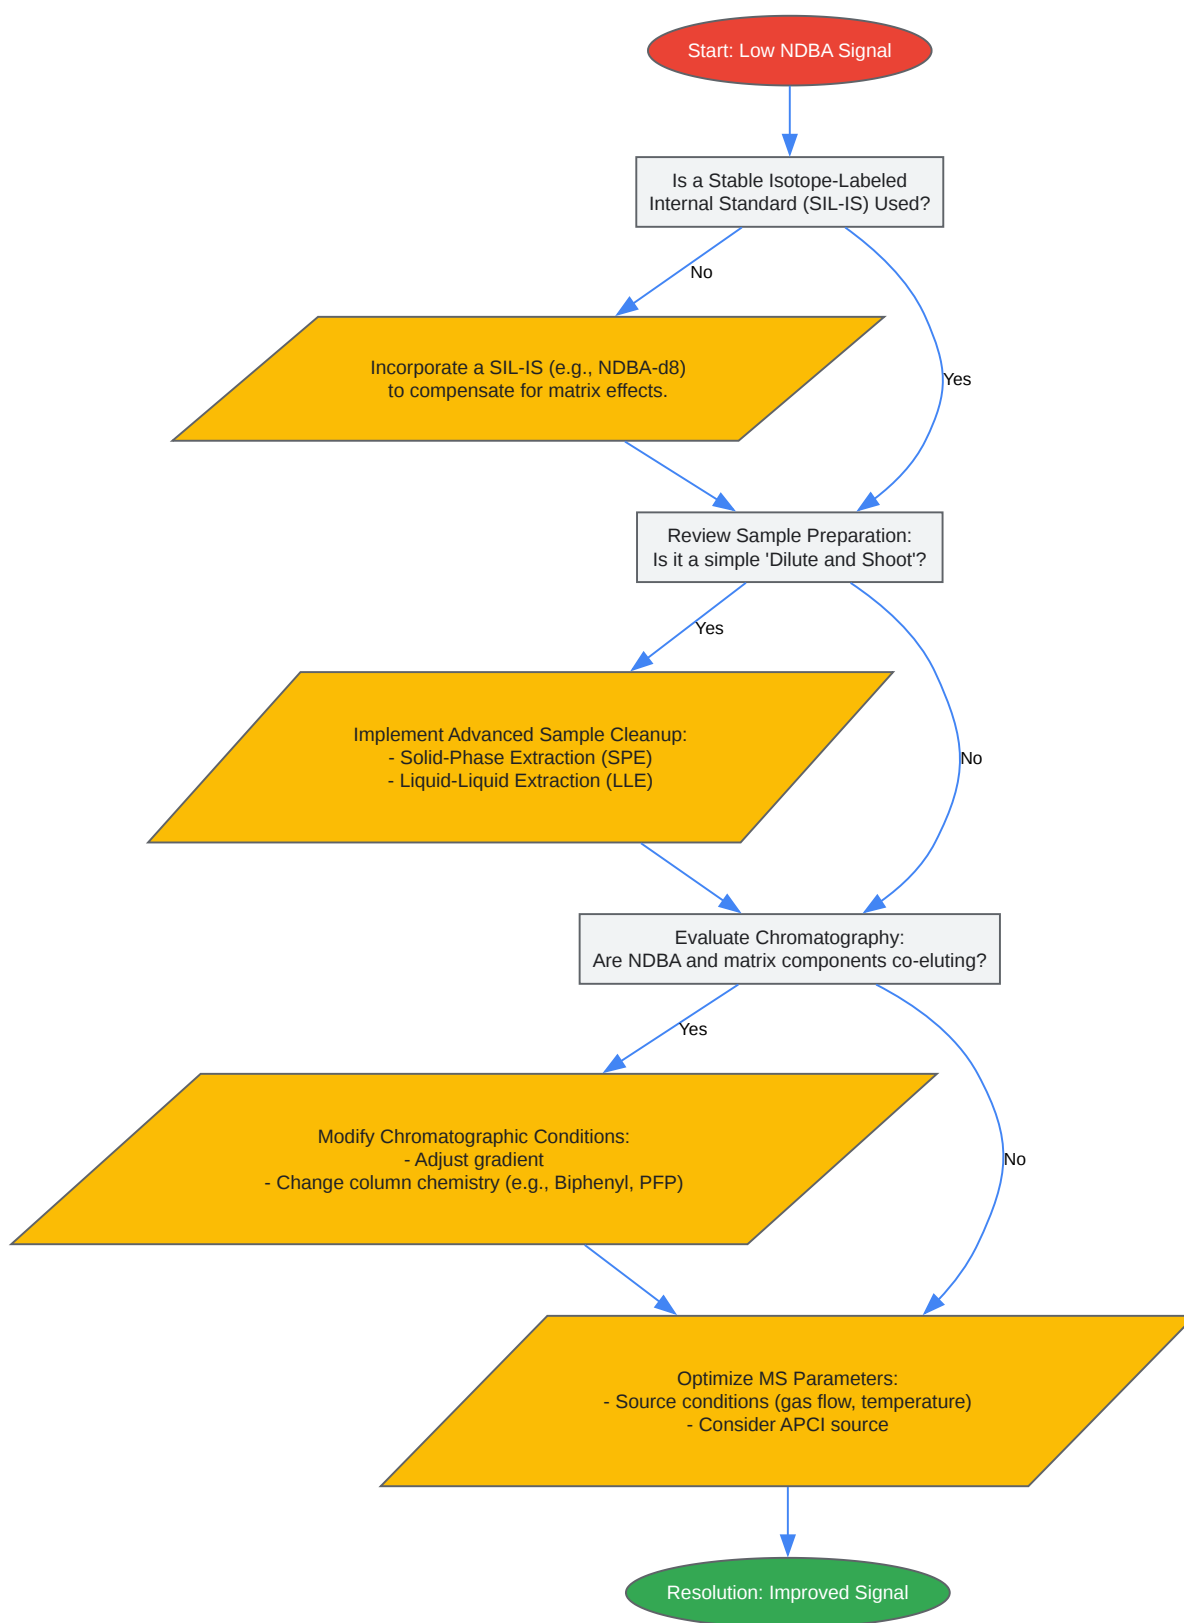 Start: Low NDBA Signal
Is a Stable Isotope-Labeled
Internal Standard (SIL-IS) Used?
No
Yes
Incorporate a SIL-IS (e.g., NDBA-d8)
to compensate for matrix effects.
Review Sample Preparation:
Is it a simple 'Dilute and Shoot'?
Yes
No
Implement Advanced Sample Cleanup:
- Solid-Phase Extraction (SPE)
- Liquid-Liquid Extraction (LLE)
Evaluate Chromatography:
Are NDBA and matrix components co-eluting?
Yes
No
Modify Chromatographic Conditions:
- Adjust gradient
- Change column chemistry (e.g., Biphenyl, PFP)
Optimize MS Parameters:
- Source conditions (gas flow, temperature)
- Consider APCI source
Resolution: Improved Signal